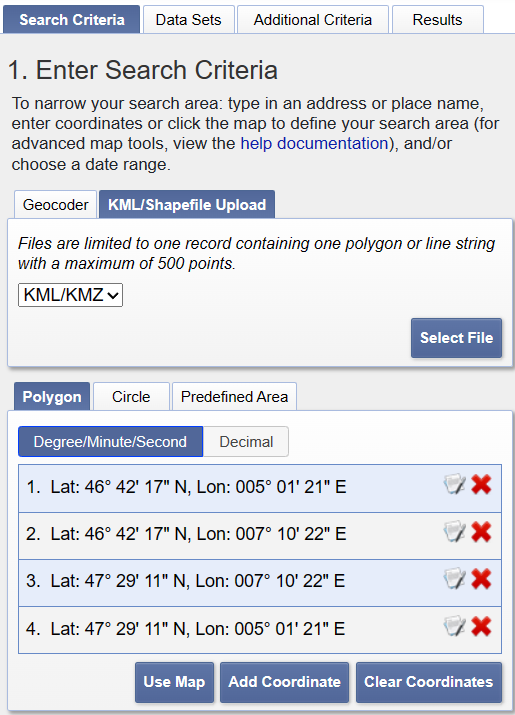 Search Criteria
Data Sets
Additional Criteria
Results
1. Enter Search Criteria
To narrow your search area: type in an address or place name,
enter coordinates or click the map to define your search area (for
advanced map tools, view the help documentation), and/or
choose a date range.
Geocoder
KML/Shapefile Upload
Files are limited to one record containing one polygon or line string
with a maximum of 500 points.
KML/KMZ
Select File
Polygon
Circle
Predefined Area
Degree/Minute/Second
Decimal
1. Lat: 46° 42' 17" N, Lon: 005° 01' 21" E
2. Lat: 46° 42' 17" N, Lon: 007° 10' 22" E
3. Lat: 47° 29' 11" N, Lon: 007° 10' 22" E
4. Lat: 47° 29' 11" N, Lon: 005° 01' 21" E
Use Map
Add Coordinate
Clear Coordinates